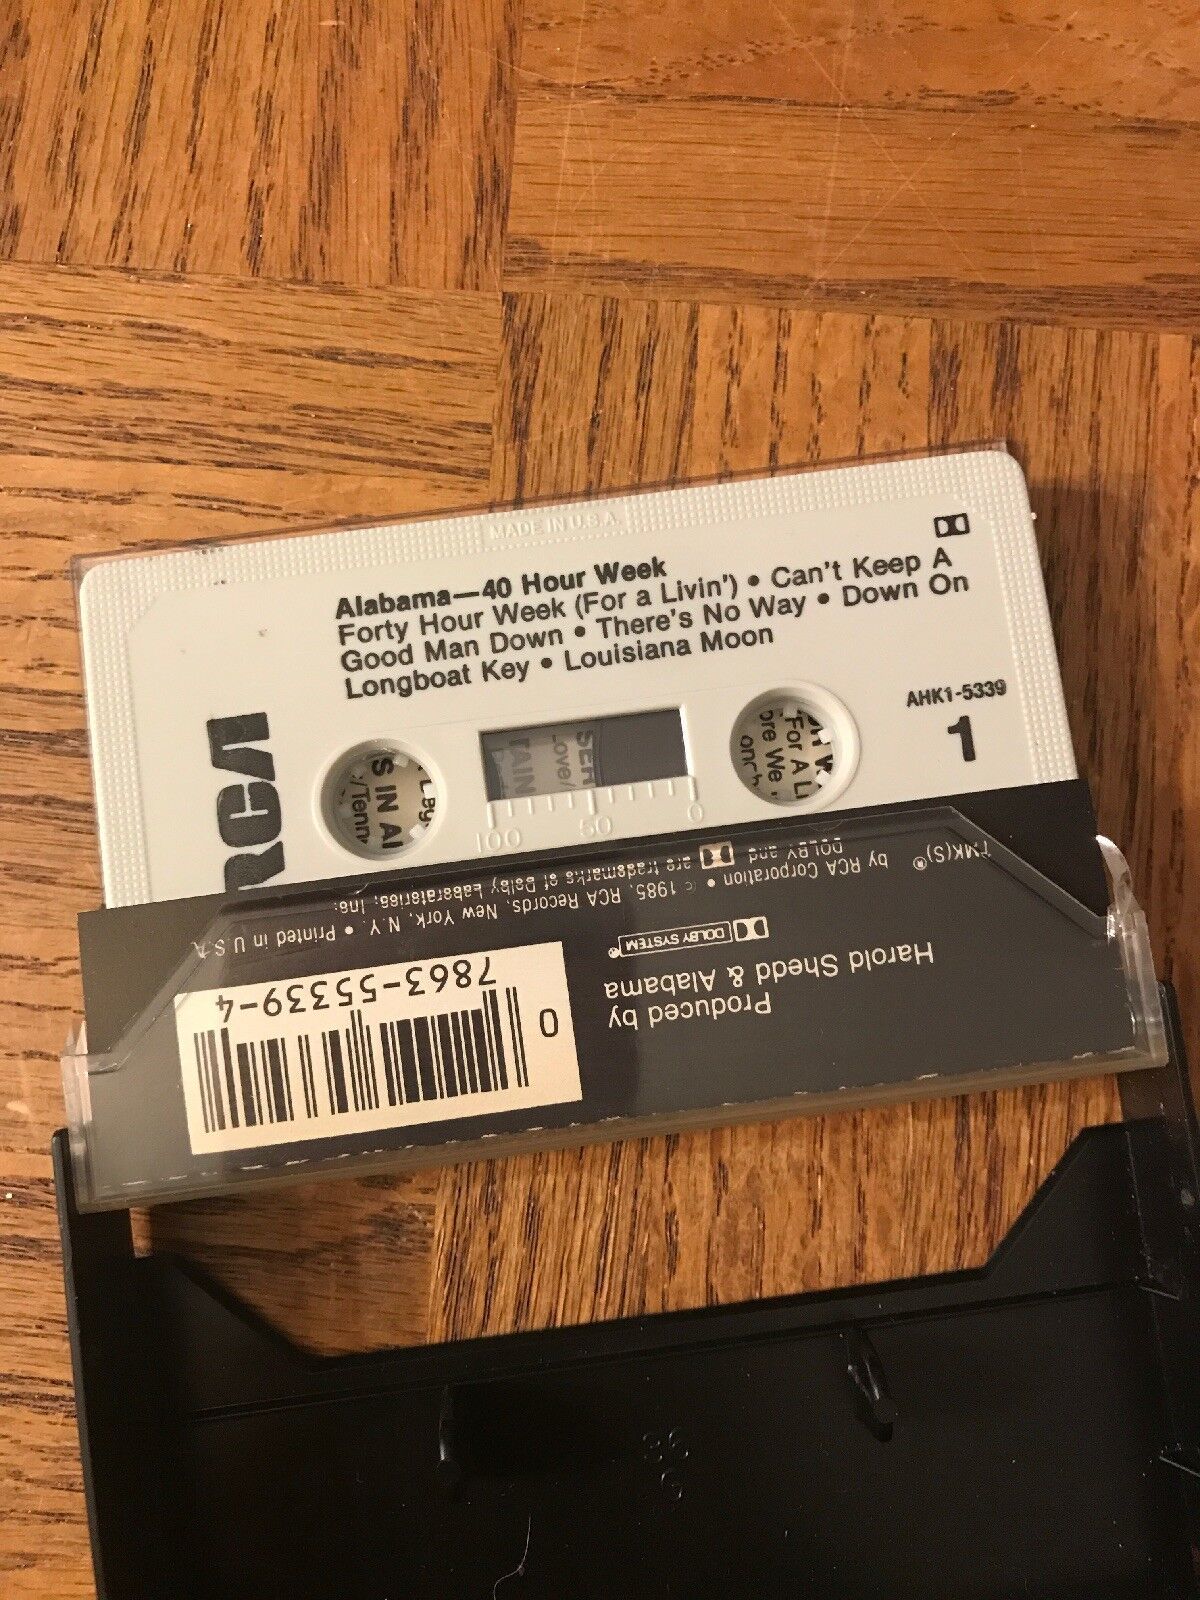 MADE IN U.S.A.
Alabama—40 Hour Week
Forty Hour Week (For a Livin') • Can't Keep A
Good Man Down • There's No Way • Down On
Longboat Key • Louisiana Moon
AHK1-5339
1
RCA
100 50 0
TMK(S) ® by RCA Corporation • © 1985, RCA Records, New York, N.Y. • Printed in U.S.A.
DOLBY and are trademarks of Dolby Laboratories, Inc.
DOLBY SYSTEM®
Produced by
Harold Shedd & Alabama
0
7863-55339-4